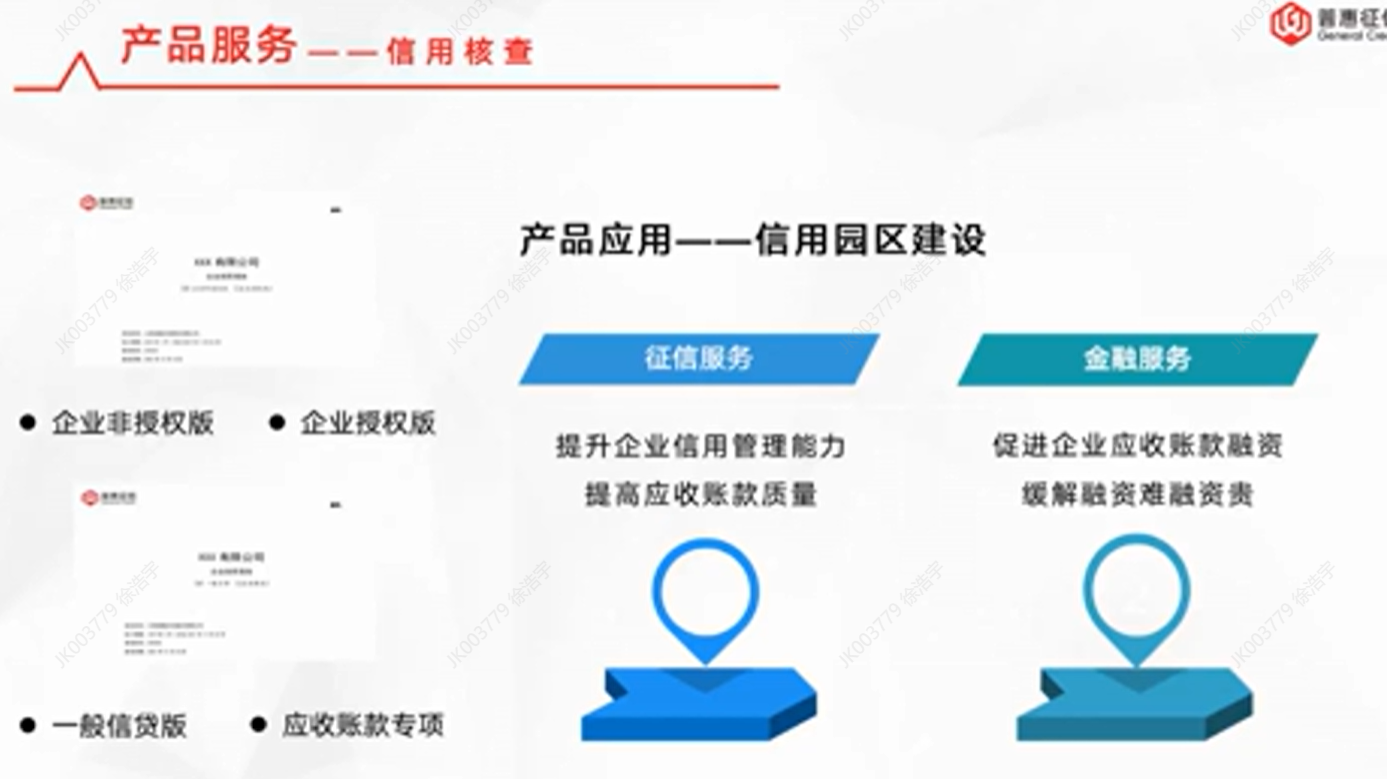 产品服务——信用核查
普惠征信
General Cre
XXX 有限公司
产品应用——信用园区建设
征信服务
金融服务
提升企业信用管理能力
提高应收账款质量
促进企业应收账款融资
缓解融资难融资贵
企业非授权版
企业授权版
普惠征信
XXX 有限公司
一般信贷版
应收账款专项
JK003779 徐浩宇